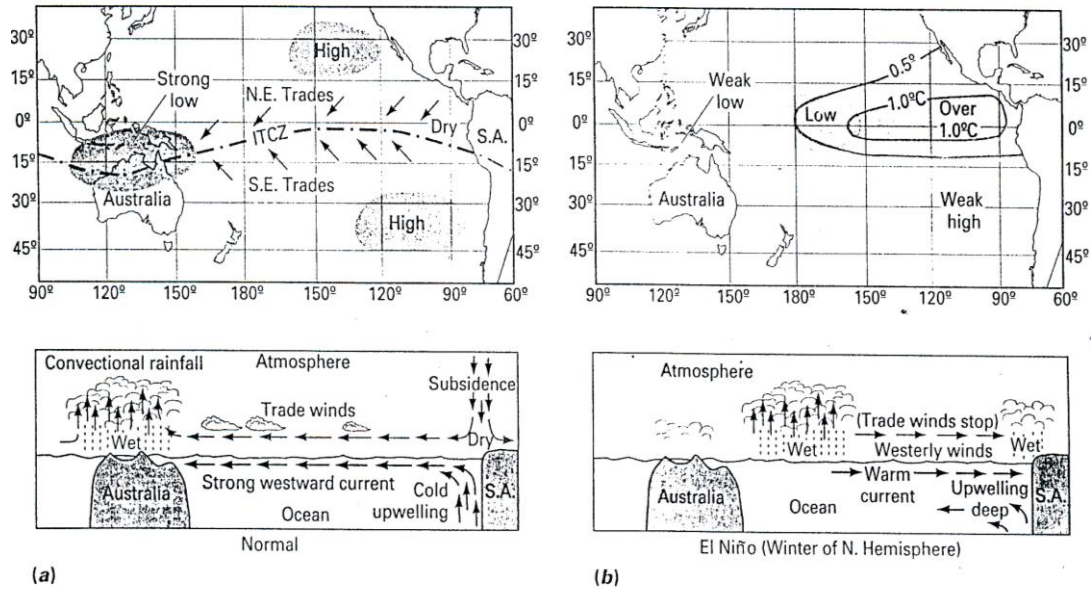 30º
15º
0º
15º
30º
45º
90º
120º
150º
180º
150º
120º
90º
60º
30º
15º
0º
15º
30º
45º
High
Strong
low
N.E. Trades
ITCZ
Dry
S.A.
S.E. Trades
Australia
High
30º
15º
0º
15º
30º
45º
90º
120º
150º
180º
150º
120º
90º
60º
30º
15º
0º
15º
30º
45º
0.5º
Weak
low
Low
1.0ºC
Over
1.0ºC
Australia
Weak
high
Convectional rainfall
Atmosphere
Subsidence
Trade winds
Wet
Dry
Australia
Strong westward current
Cold
upwelling
S.A.
Ocean
Normal
(a)
Atmosphere
(Trade winds stop)
Wet
Westerly winds
Wet
Australia
Warm
current
Upwelling
deep
S.A.
Ocean
El Niño (Winter of N. Hemisphere)
(b)